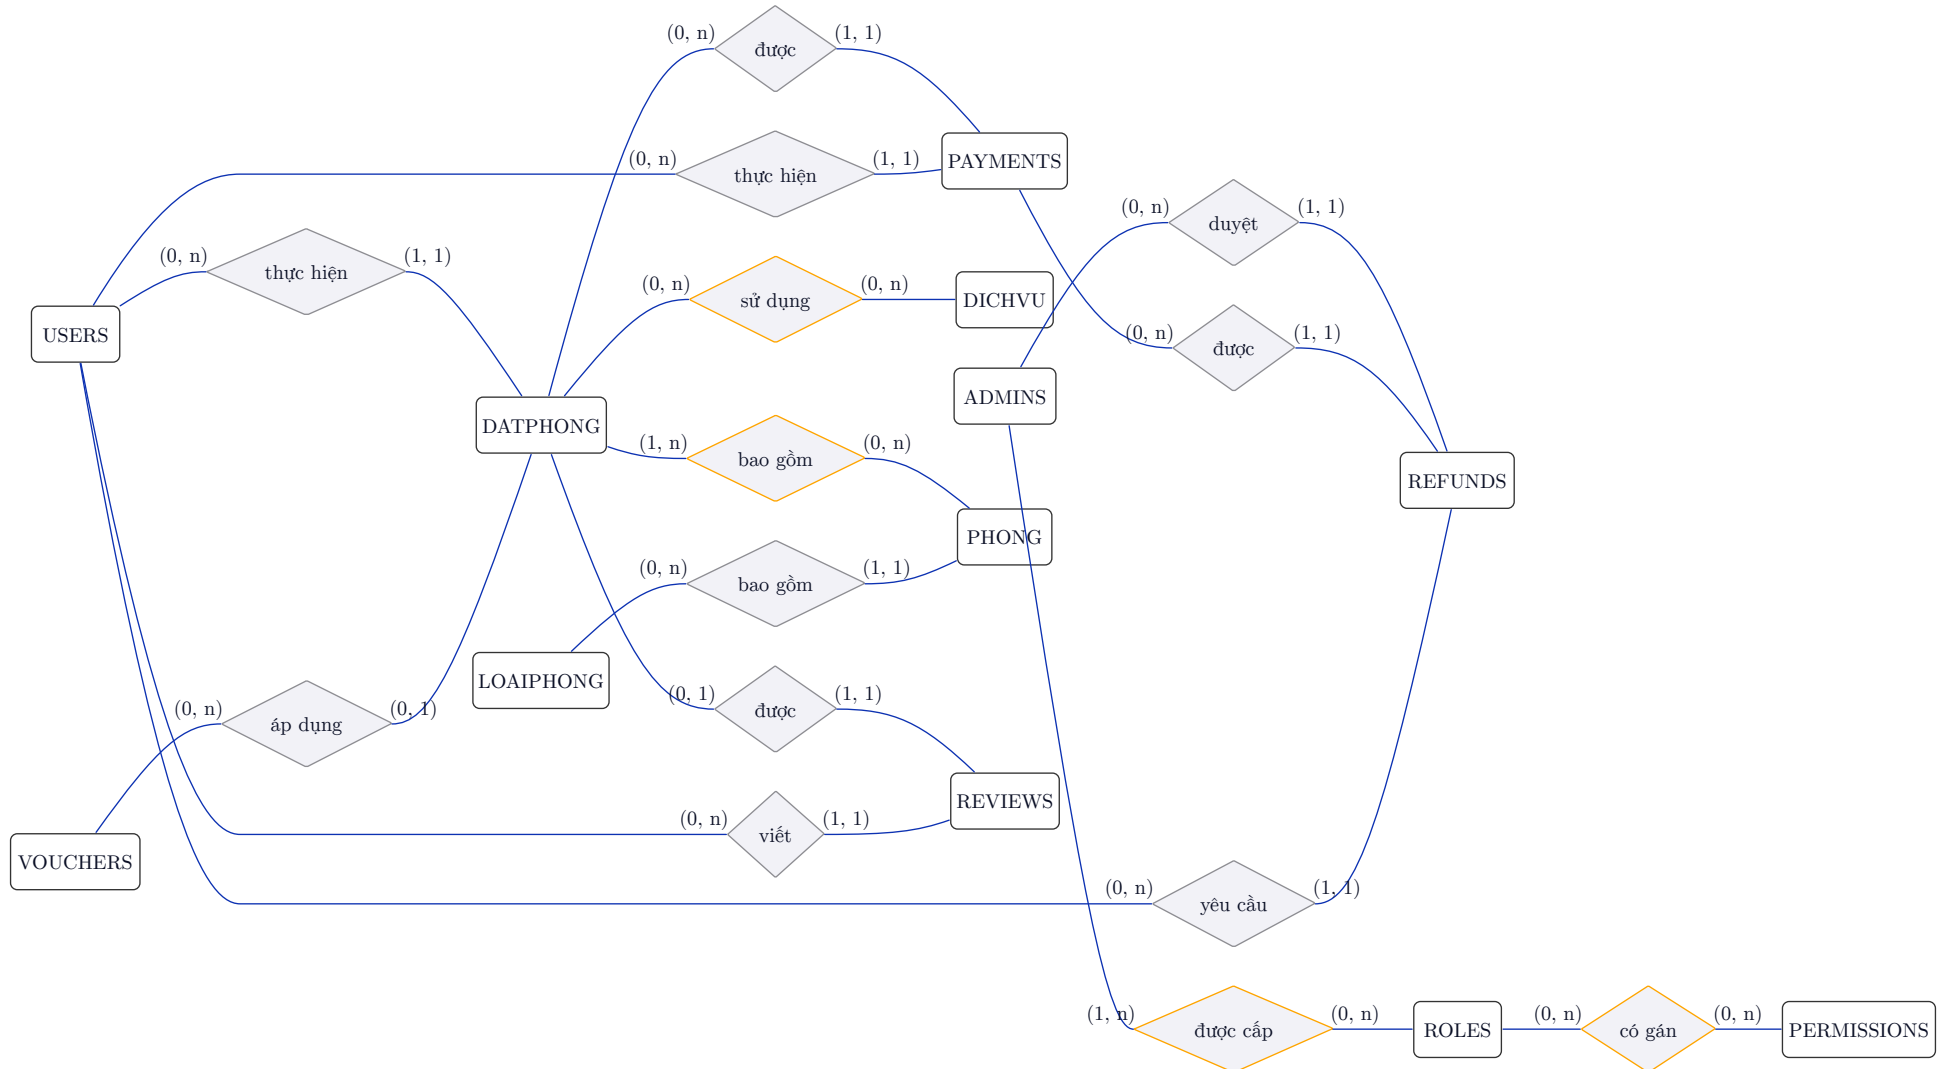 (0, n)
được
(1, 1)
(0, n)
thực hiện
(1, 1)
PAYMENTS
(0, n)
duyệt
(1, 1)
(0, n)
thực hiện
(1, 1)
(0, n)
sử dụng
(0, n)
DICHVU
USERS
(0, n)
được
(1, 1)
ADMINS
DATPHONG
(1, n)
bao gồm
(0, n)
REFUNDS
PHONG
(0, n)
bao gồm
(1, 1)
LOAIPHONG
(0, n)
áp dụng
(0, 1)
(0, 1)
được
(1, 1)
REVIEWS
(0, n)
viết
(1, 1)
VOUCHERS
(0, n)
yêu cầu
(1, 1)
(1, n)
được cấp
(0, n)
ROLES
(0, n)
có gán
(0, n)
PERMISSIONS